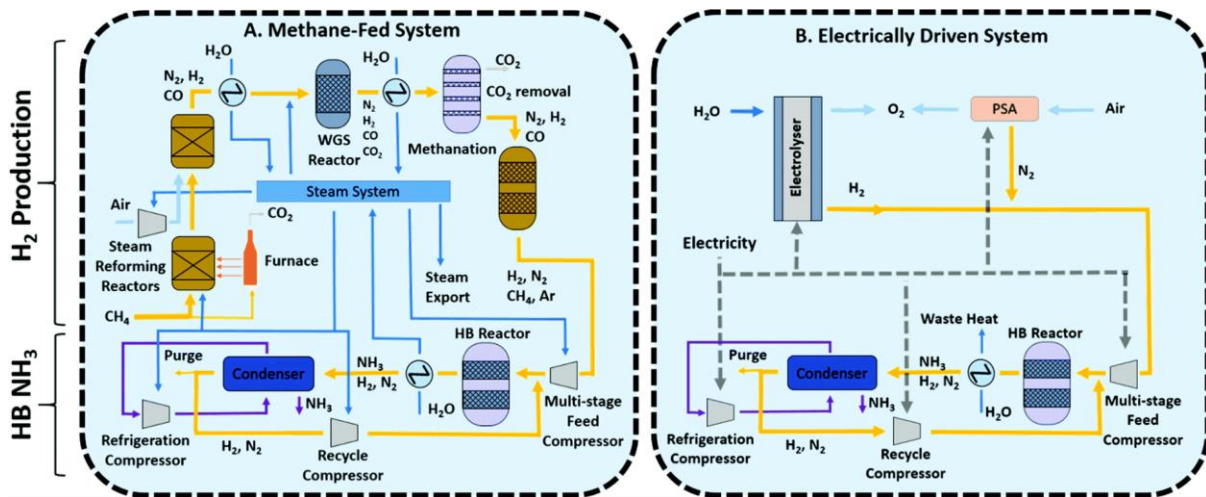 A. Methane-Fed System
H₂O
H₂O
CO₂
N₂, H₂
CO
CO₂ removal
WGS
Reactor
N₂
H₂
CO
CO₂
Methanation
N₂, H₂
CO
Steam System
Air
CO₂
Steam
Reforming
Reactors
Furnace
Steam
Export
H₂, N₂
CH₄, Ar
CH₄
H₂ Production
HB NH₃
Purge
Condenser
NH₃
H₂, N₂
HB Reactor
NH₃
H₂O
Multi-stage
Feed
Compressor
Refrigeration
Compressor
H₂, N₂
Recycle
Compressor
B. Electrically Driven System
H₂O
Electrolyser
O₂
PSA
Air
N₂
H₂
Electricity
Waste Heat
HB Reactor
Purge
Condenser
NH₃
H₂, N₂
NH₃
H₂O
Multi-stage
Feed
Compressor
Refrigeration
Compressor
H₂, N₂
Recycle
Compressor